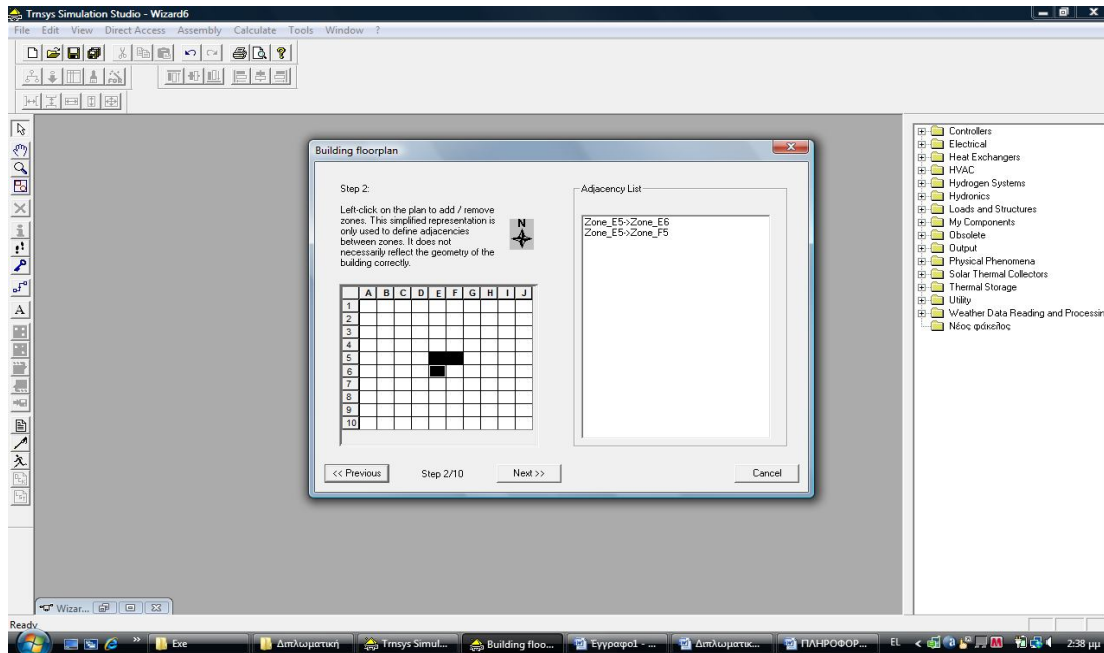 Trnsys Simulation Studio - Wizard6
File Edit View Direct Access Assembly Calculate Tools Window ?
Building floorplan
Step 2:
Left-click on the plan to add / remove
zones. This simplified representation is
only used to define adjacencies
between zones. It does not
necessarily reflect the geometry of the
building correctly.
N
A B C D E F G H I J
1
2
3
4
5
6
7
8
9
10
Adjacency List
Zone_E5->Zone_E6
Zone_E5->Zone_F5
<< Previous
Step 2/10
Next >>
Cancel
Controllers
Electrical
Heat Exchangers
HVAC
Hydrogen Systems
Hydronics
Loads and Structures
My Components
Obsolete
Output
Physical Phenomena
Solar Thermal Collectors
Thermal Storage
Utility
Weather Data Reading and Processin
Νέος φάκελος
Wizar...
Ready
Exe
Διπλωματική
Trnsys Simul...
Building floo...
Έγγραφο1 - ...
Διπλωματικ...
ΠΛΗΡΟΦΟΡ...
EL
2:38 μμ